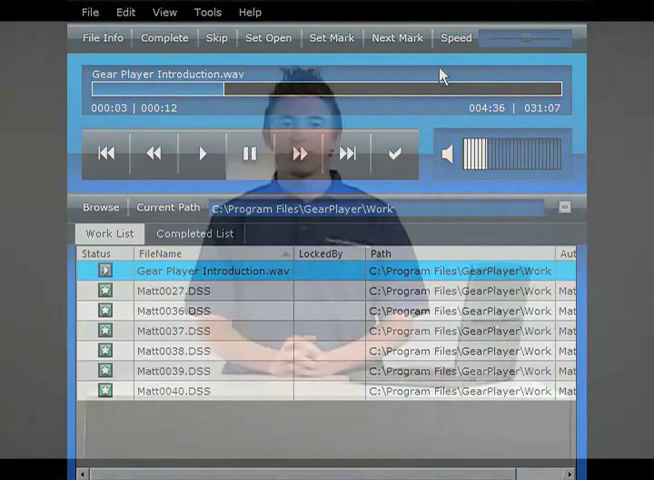 File Edit View Tools Help
File Info Complete Skip Set Open Set Mark Next Mark Speed
Gear Player Introduction.wav
000:03 | 000:12 004:36 | 031:07
Browse Current Path C:\Program Files\GearPlayer\Work
Work List Completed List
Status FileName LockedBy Path Aut
Gear Player Introduction.wav C:\Program Files\GearPlayer\Work
Matt0027.DSS C:\Program Files\GearPlayer\Work Mat
Matt0036.DSS C:\Program Files\GearPlayer\Work Mat
Matt0037.DSS C:\Program Files\GearPlayer\Work Mat
Matt0038.DSS C:\Program Files\GearPlayer\Work Mat
Matt0039.DSS C:\Program Files\GearPlayer\Work Mat
Matt0040.DSS C:\Program Files\GearPlayer\Work Mat